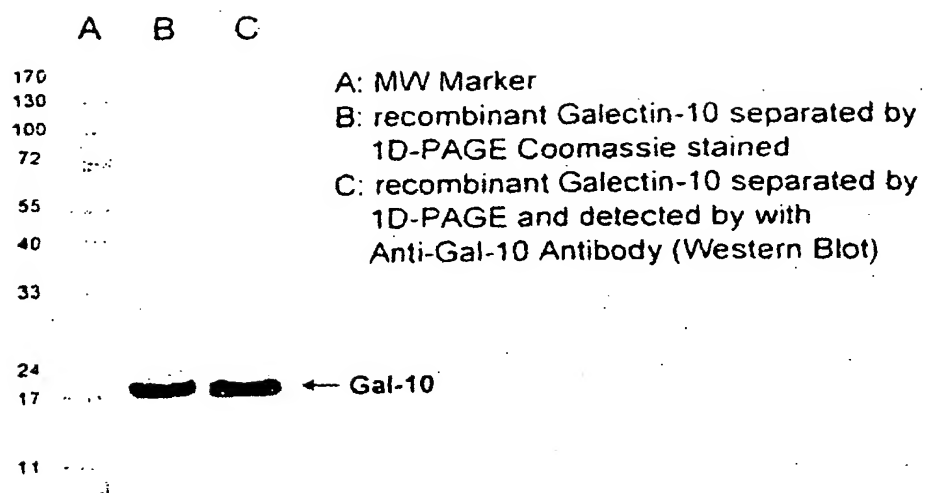 A B C
170
130
100
72
55
40
33
24
17
11
A: MW Marker
B: recombinant Galectin-10 separated by
1D-PAGE Coomassie stained
C: recombinant Galectin-10 separated by
1D-PAGE and detected by with
Anti-Gal-10 Antibody (Western Blot)
← Gal-10